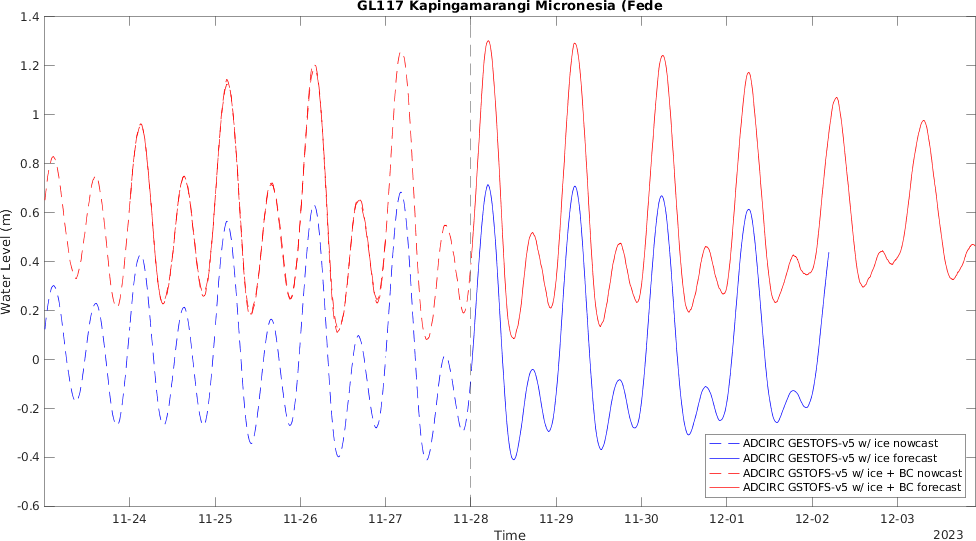 GL117 Kapingamarangi Micronesia (Fede
1.4
1.2
1
0.8
0.6
0.4
0.2
0
-0.2
-0.4
-0.6
Water Level (m)
ADCIRC GESTOFS-v5 w/ ice nowcast
ADCIRC GESTOFS-v5 w/ ice forecast
ADCIRC GSTOFS-v5 w/ ice + BC nowcast
ADCIRC GSTOFS-v5 w/ ice + BC forecast
11-24 11-25 11-26 11-27 11-28 11-29 11-30 12-01 12-02 12-03
Time
2023